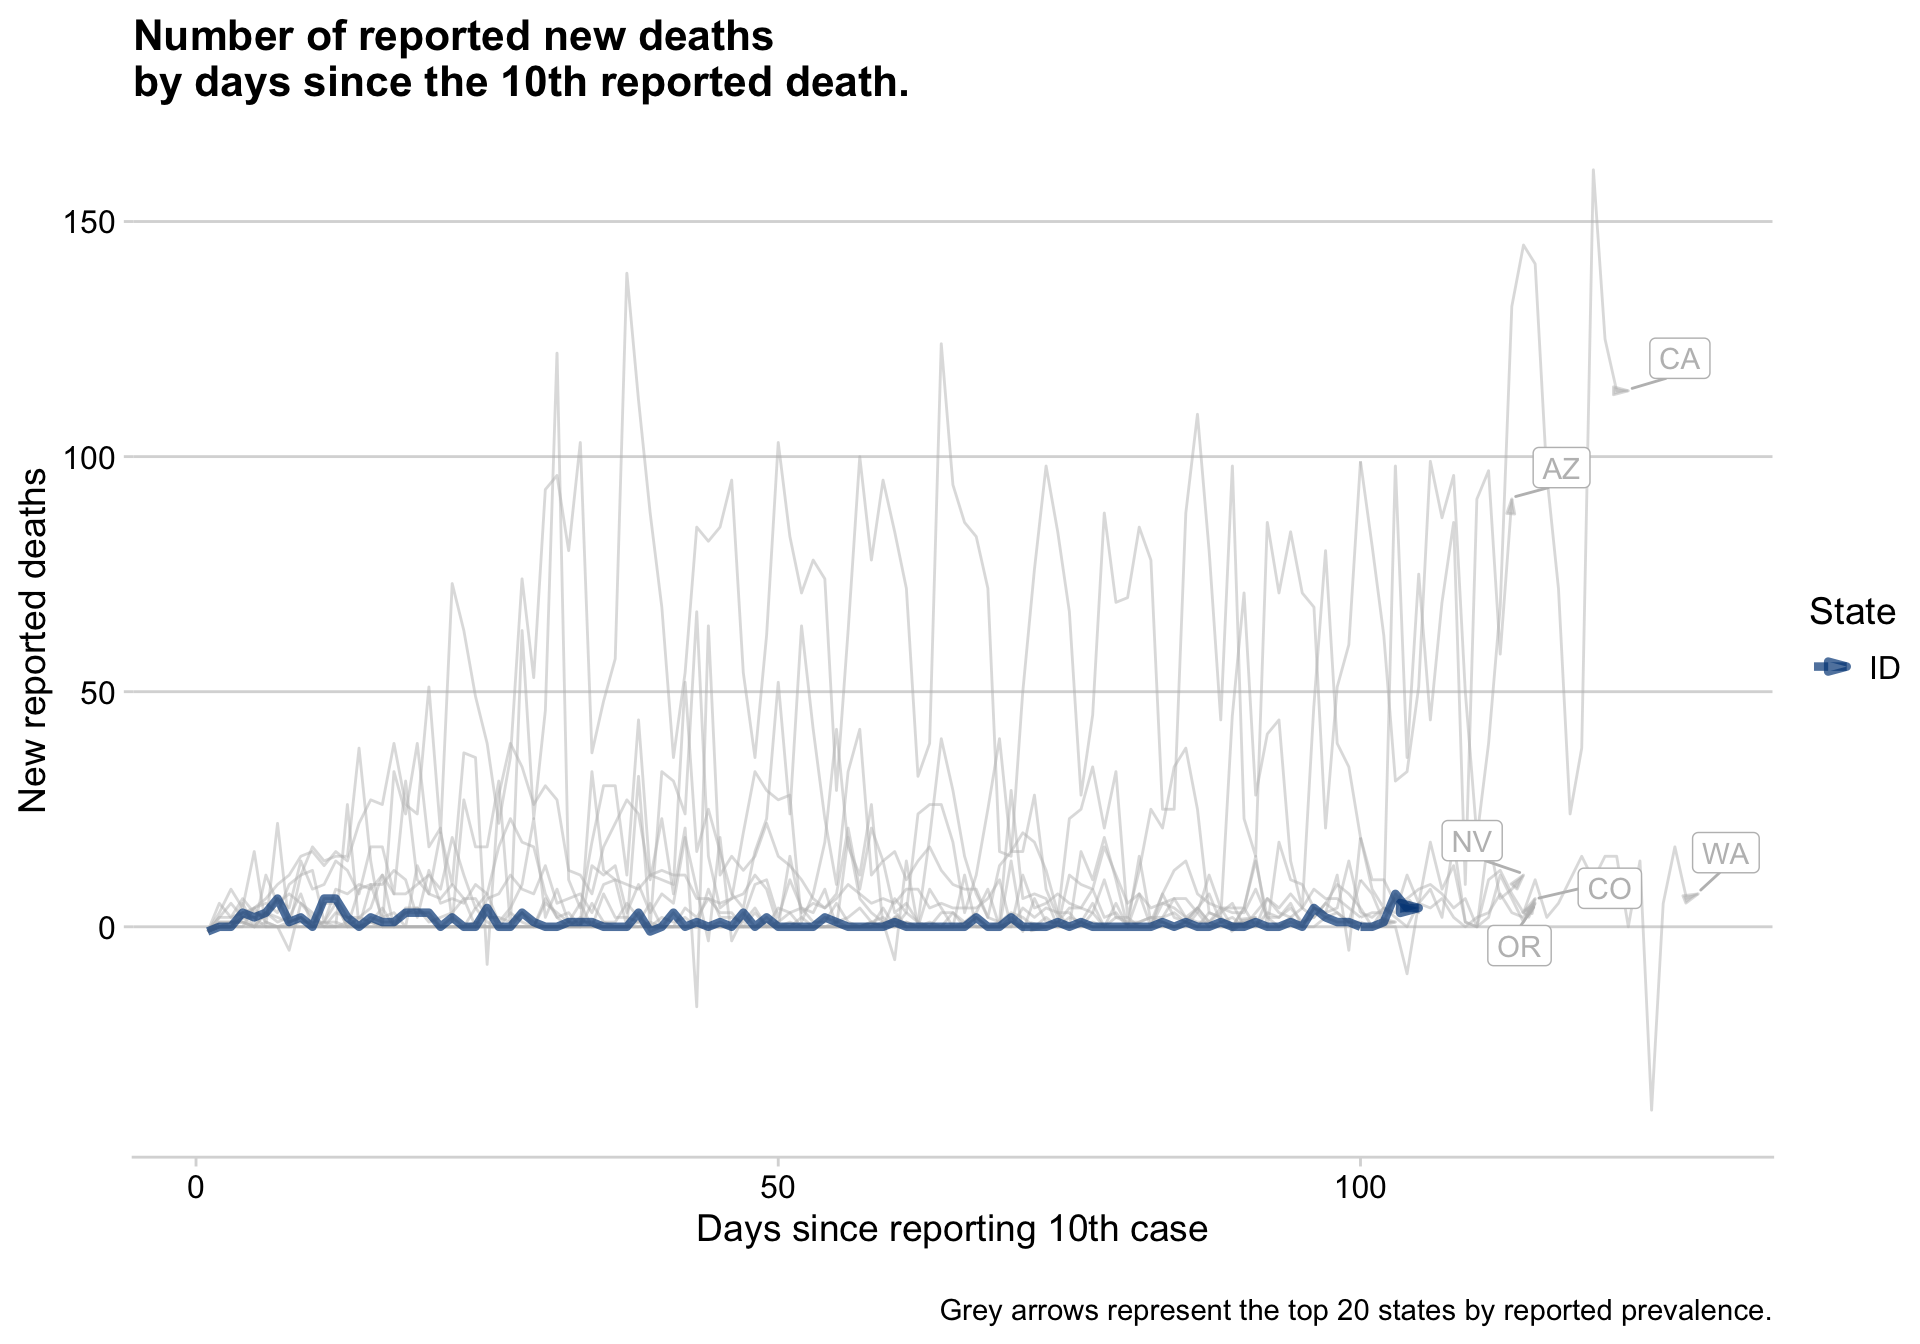 Number of reported new deaths
by days since the 10th reported death.
150
100
50
0
New reported deaths
CA
AZ
NV
WA
CO
OR
State
ID
0
50
100
Days since reporting 10th case
Grey arrows represent the top 20 states by reported prevalence.